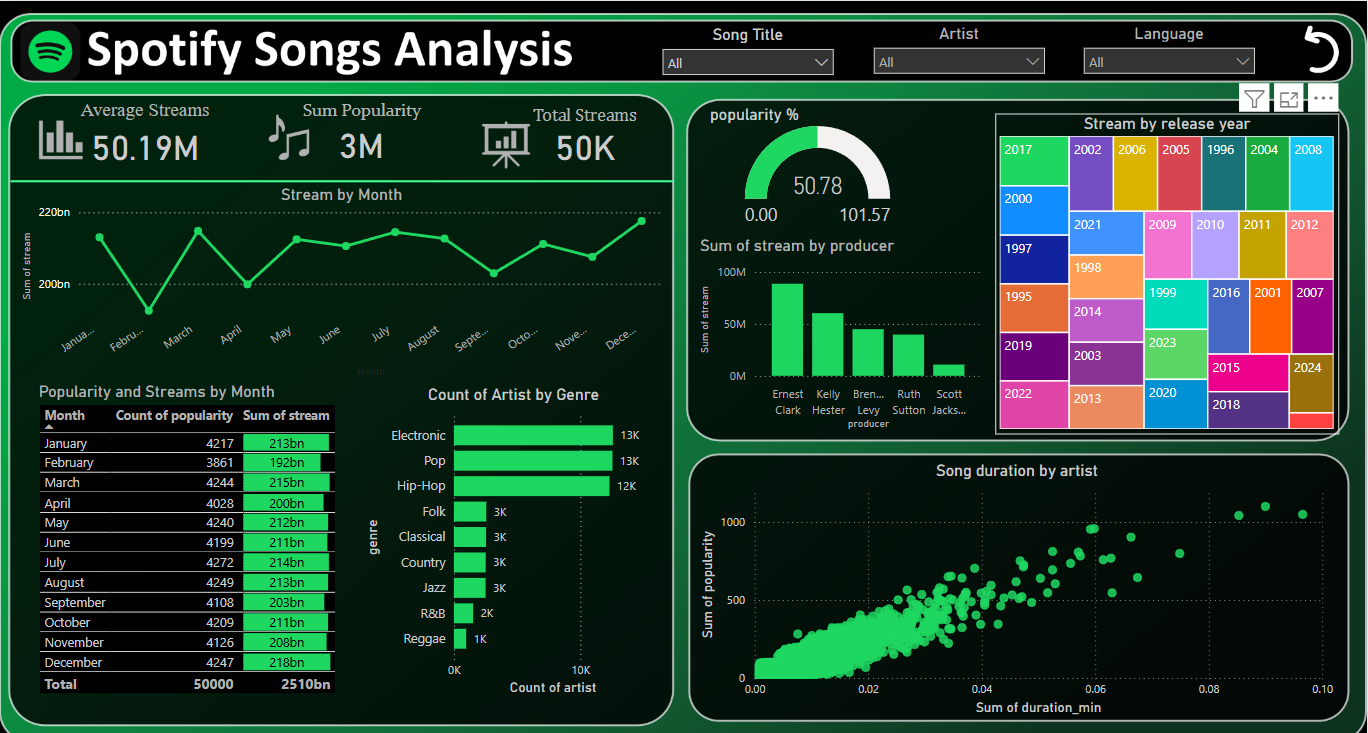 Spotify Songs Analysis
Song Title
All
Artist
All
Language
All
Average Streams
50.19M
Sum Popularity
3M
Total Streams
50K
Stream by Month
220bn
200bn
Sum of stream
Janua...
Febru...
March
April
May
June
July
August
Septe...
Octo...
Nove...
Dece...
Month
Popularity and Streams by Month
Month Count of popularity Sum of stream
January 4217 213bn
February 3861 192bn
March 4244 215bn
April 4028 200bn
May 4240 212bn
June 4199 211bn
July 4272 214bn
August 4249 213bn
September 4108 203bn
October 4209 211bn
November 4126 208bn
December 4247 218bn
Total 50000 2510bn
Count of Artist by Genre
genre
Electronic 13K
Pop 13K
Hip-Hop 12K
Folk 3K
Classical 3K
Country 3K
Jazz 3K
R&B 2K
Reggae 1K
0K 10K
Count of artist
popularity %
50.78
0.00 101.57
Sum of stream by producer
Sum of stream
100M
50M
0M
Ernest Clark
Kelly Hester
Bren... Levy
Ruth Sutton
Scott Jacks...
producer
Stream by release year
2017
2000
1997
1995
2019
2022
2002
2006
2005
1996
2004
2008
2021
1998
2014
2003
2013
2009
2010
2011
2012
1999
2023
2020
2016
2001
2007
2015
2018
2024
Song duration by artist
Sum of popularity
1000
500
0
0.00 0.02 0.04 0.06 0.08 0.10
Sum of duration_min